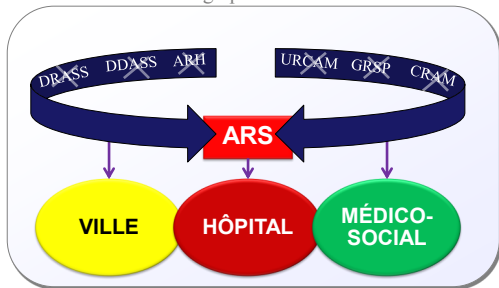 DRASS DDASS ARH URCAM GRSP CRAM
ARS
VILLE HÔPITAL MÉDICO-
SOCIAL